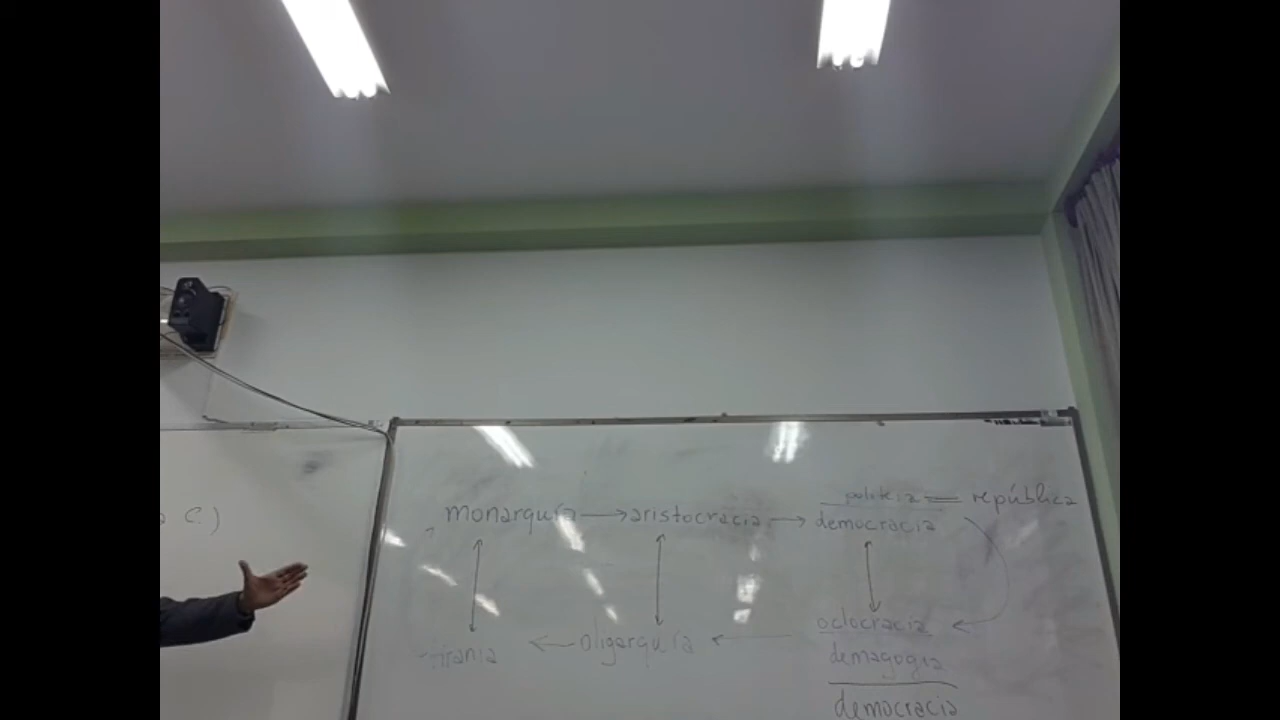 a C.)
politeia = república
monarquía → aristocracia → democracia
tiranía ← oligarquía ← oclocracia
demagogia
democracia